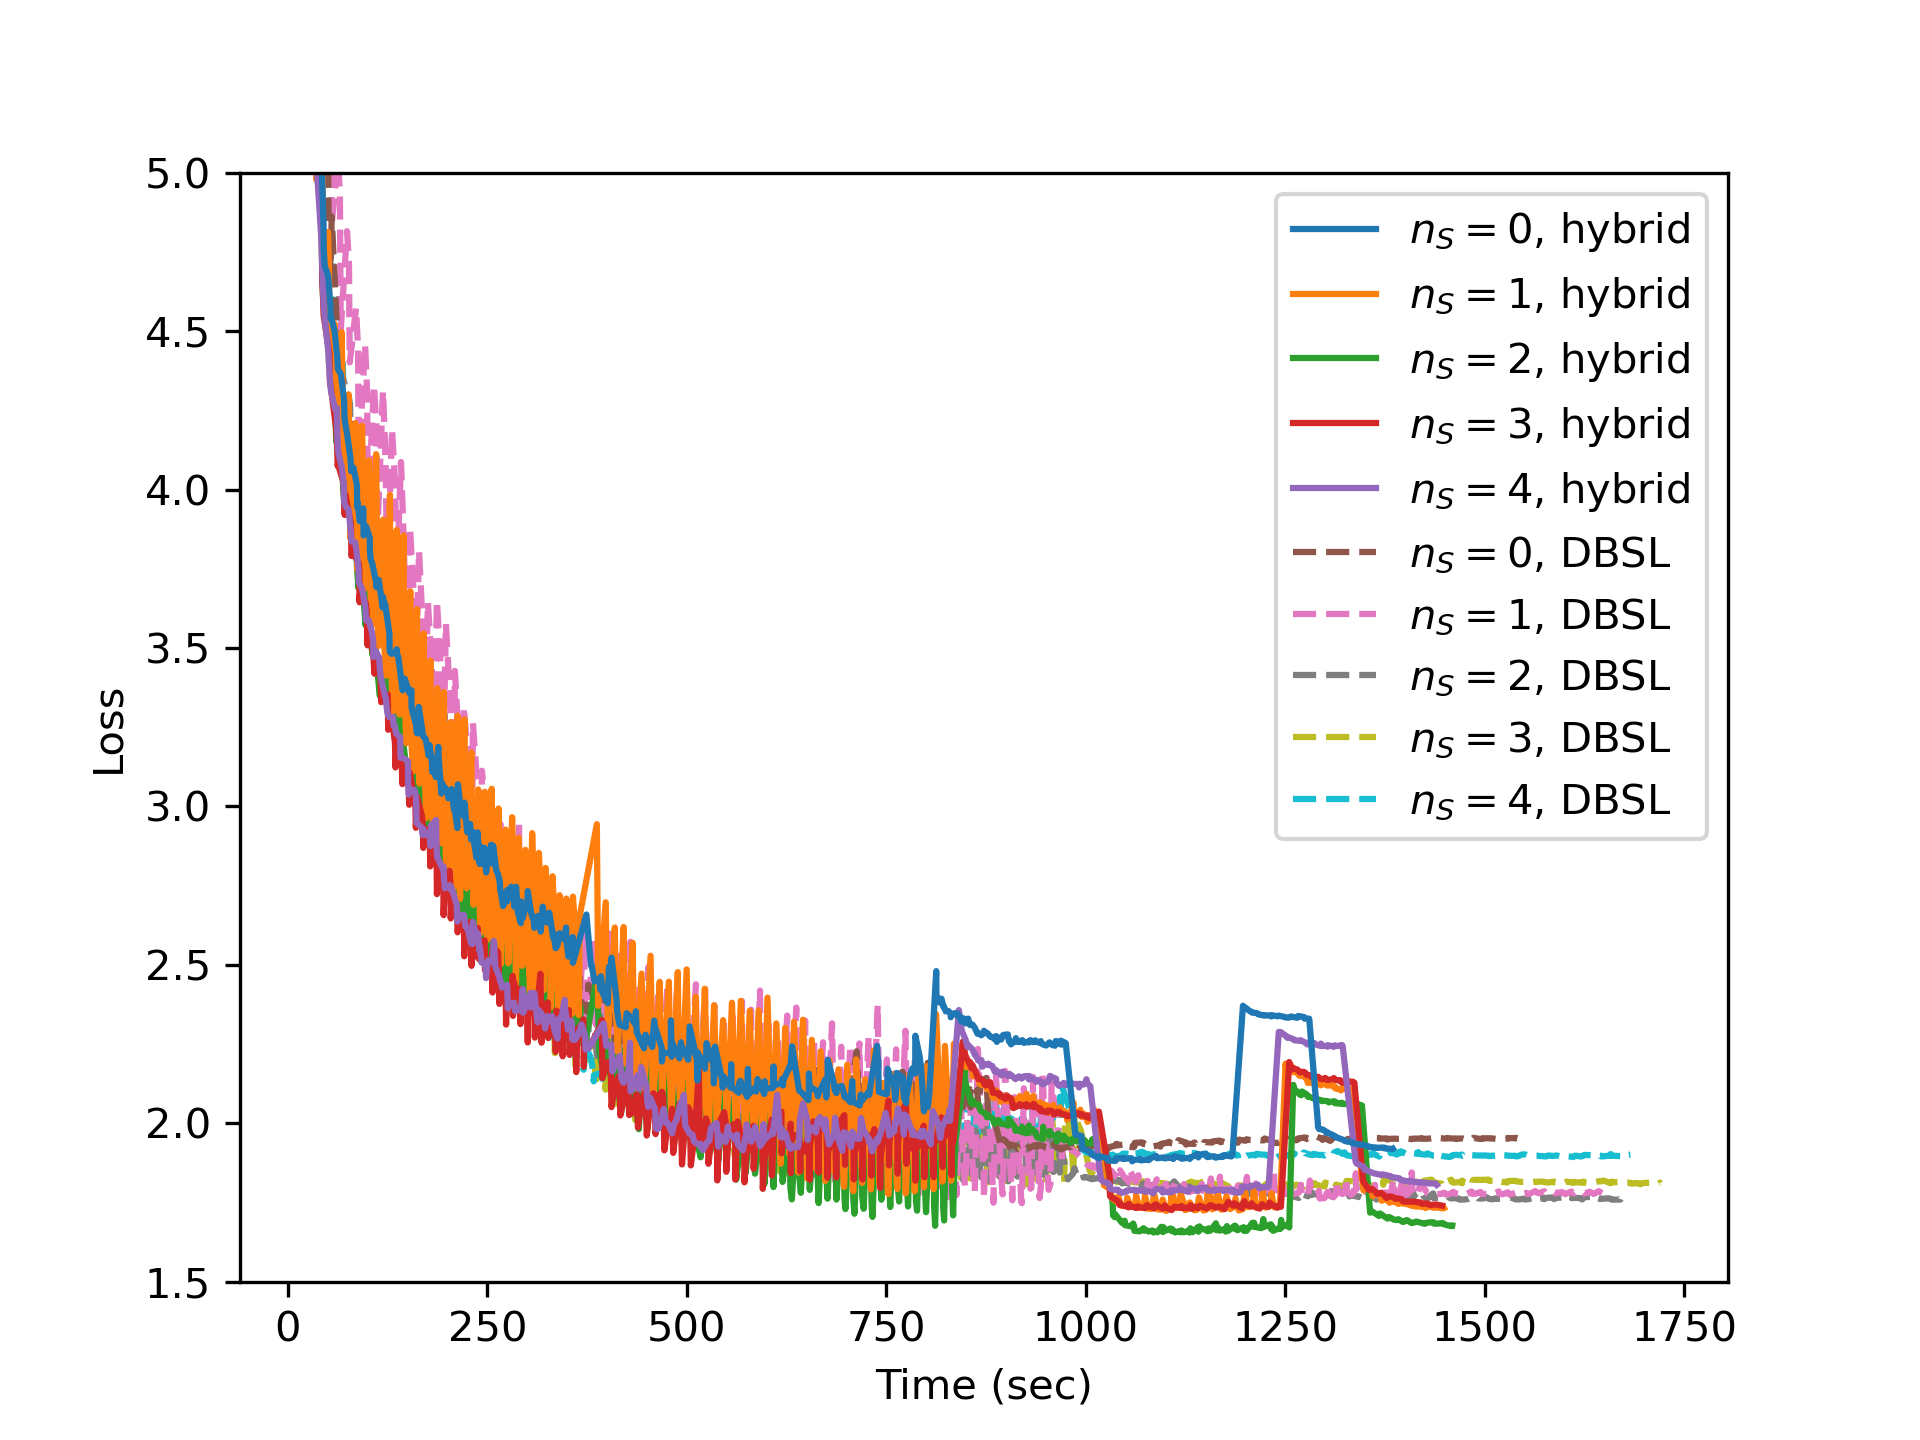 5.0
4.5
4.0
3.5
3.0
2.5
2.0
1.5
Loss
0 250 500 750 1000 1250 1500 1750
Time (sec)
n_S = 0, hybrid
n_S = 1, hybrid
n_S = 2, hybrid
n_S = 3, hybrid
n_S = 4, hybrid
n_S = 0, DBSL
n_S = 1, DBSL
n_S = 2, DBSL
n_S = 3, DBSL
n_S = 4, DBSL